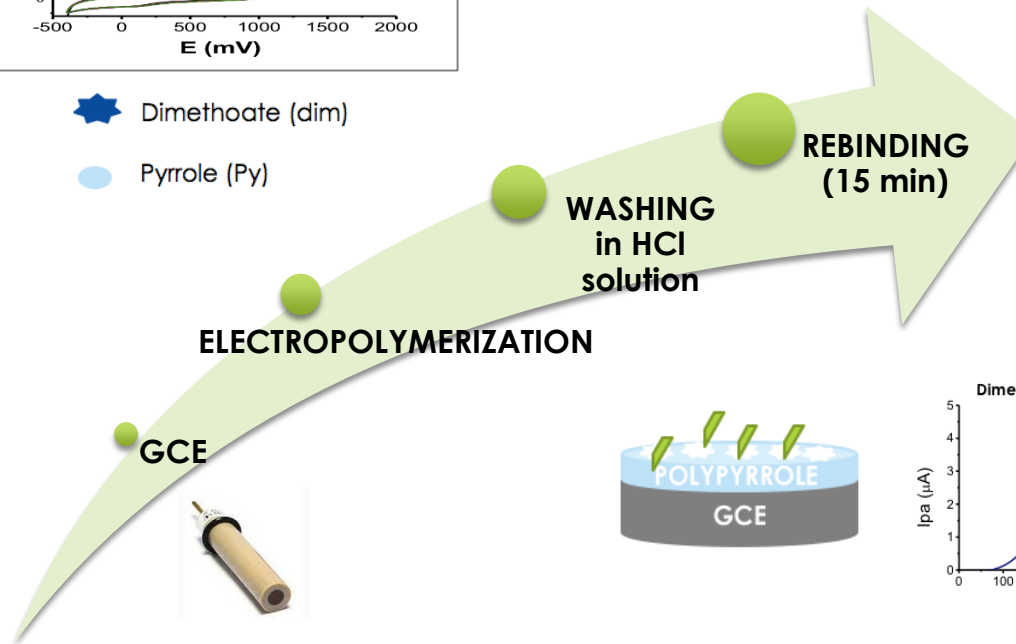 -500 0 500 1000 1500 2000
E (mV)
Dimethoate (dim)
Pyrrole (Py)
REBINDING
(15 min)
WASHING
in HCl
solution
ELECTROPOLYMERIZATION
GCE
POLYPYRROLE
GCE
Dime
5
4
3
2
1
0
Ipa (µA)
0 100